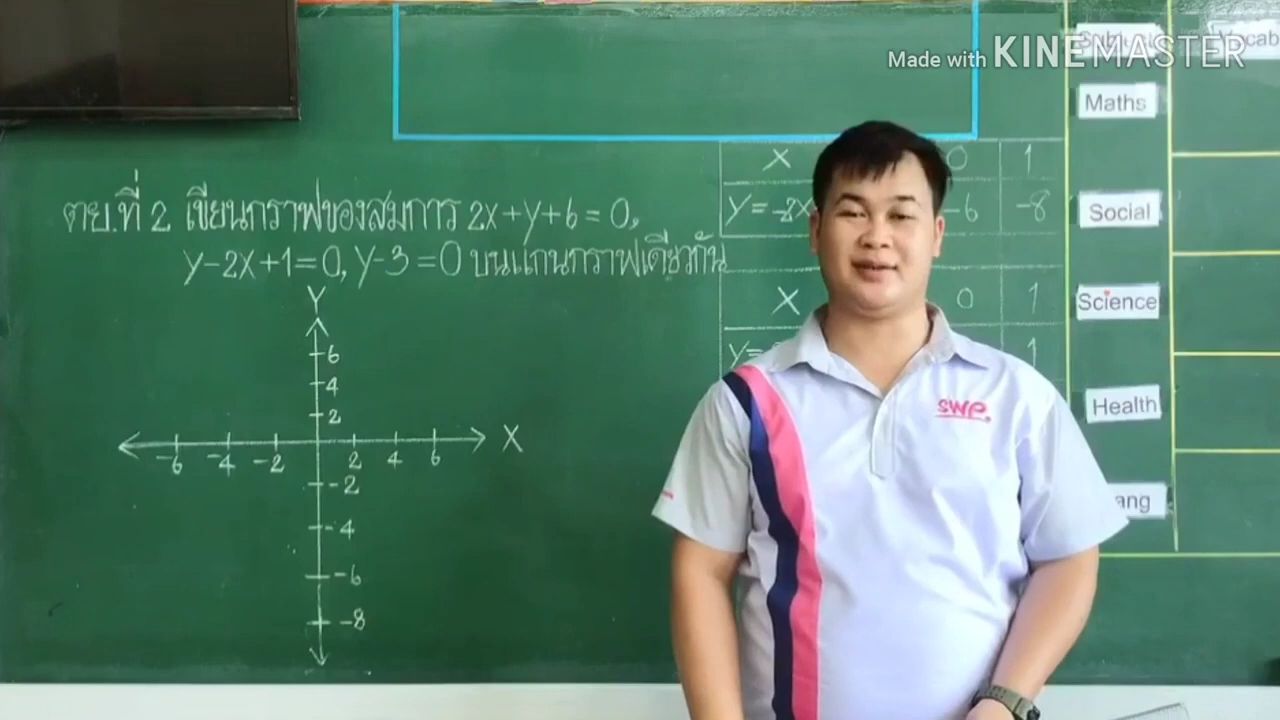 Made with KINEMASTER
Maths
Social
Science
Health
ตย.ที่ 2 เขียนกราฟของสมการ 2x+y+6 = 0,
y-2x+1=0, y-3 =0 บนแกนกราฟเดียวกัน
X 0 1
y= -2x -6 -8
X 0 1
y= 1
Y
6
4
2
-6 -4 -2 2 4 6 X
-2
-4
-6
-8
SWP